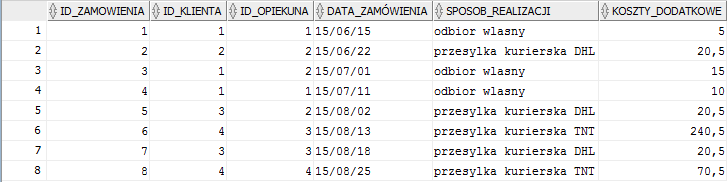 ID_ZAMOWIENIA ID_KLIENTA ID_OPIEKUNA DATA_ZAMÓWIENIA SPOSOB_REALIZACJI KOSZTY_DODATKOWE
1 1 1 1 15/06/15 odbior wlasny 5
2 2 2 2 15/06/22 przesylka kurierska DHL 20,5
3 3 1 2 15/07/01 odbior wlasny 15
4 4 1 1 15/07/11 odbior wlasny 10
5 5 3 2 15/08/02 przesylka kurierska DHL 20,5
6 6 4 3 15/08/13 przesylka kurierska TNT 240,5
7 7 3 3 15/08/18 przesylka kurierska DHL 20,5
8 8 4 4 15/08/25 przesylka kurierska TNT 70,5